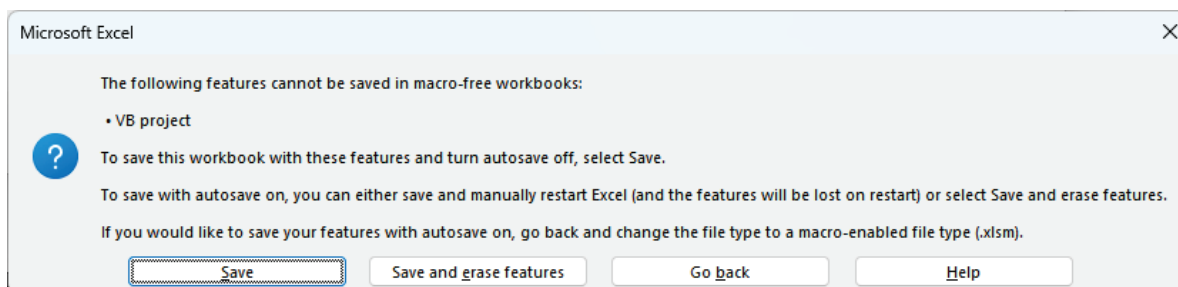 Microsoft Excel
The following features cannot be saved in macro-free workbooks:
• VB project
To save this workbook with these features and turn autosave off, select Save.
To save with autosave on, you can either save and manually restart Excel (and the features will be lost on restart) or select Save and erase features.
If you would like to save your features with autosave on, go back and change the file type to a macro-enabled file type (.xlsm).
Save Save and erase features Go back Help